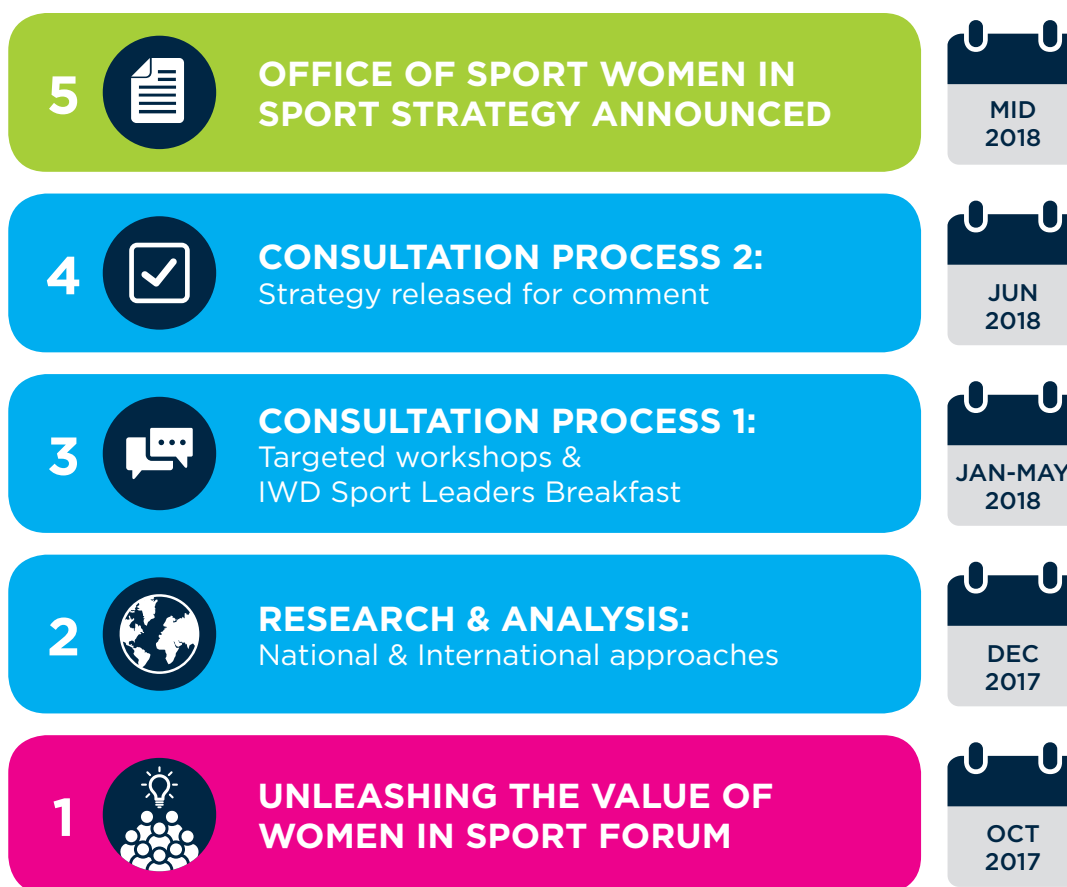 5
OFFICE OF SPORT WOMEN IN
SPORT STRATEGY ANNOUNCED
MID
2018
4
CONSULTATION PROCESS 2:
Strategy released for comment
JUN
2018
3
CONSULTATION PROCESS 1:
Targeted workshops &
IWD Sport Leaders Breakfast
JAN-MAY
2018
2
RESEARCH & ANALYSIS:
National & International approaches
DEC
2017
1
UNLEASHING THE VALUE OF
WOMEN IN SPORT FORUM
OCT
2017